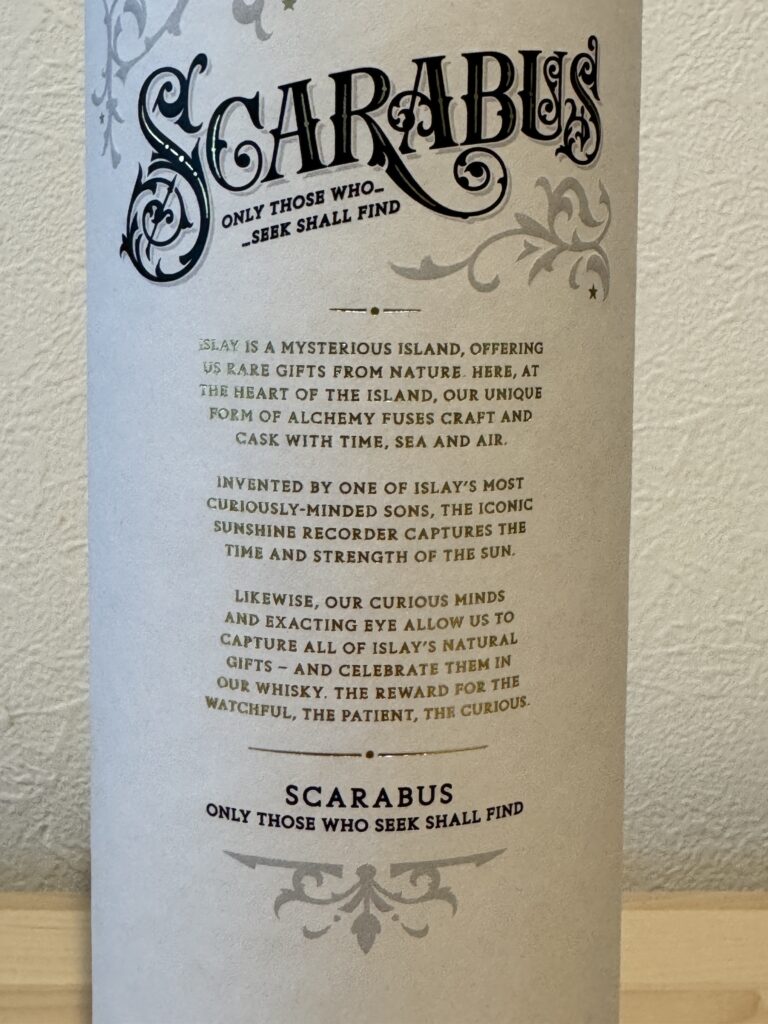 SCARABUS
ONLY THOSE WHO_
_SEEK SHALL FIND
ISLAY IS A MYSTERIOUS ISLAND, OFFERING
US RARE GIFTS FROM NATURE. HERE, AT
THE HEART OF THE ISLAND, OUR UNIQUE
FORM OF ALCHEMY FUSES CRAFT AND
CASK WITH TIME, SEA AND AIR.
INVENTED BY ONE OF ISLAY'S MOST
CURIOUSLY-MINDED SONS, THE ICONIC
SUNSHINE RECORDER CAPTURES THE
TIME AND STRENGTH OF THE SUN.
LIKEWISE, OUR CURIOUS MINDS
AND EXACTING EYE ALLOW US TO
CAPTURE ALL OF ISLAY'S NATURAL
GIFTS – AND CELEBRATE THEM IN
OUR WHISKY. THE REWARD FOR THE
WATCHFUL, THE PATIENT, THE CURIOUS.
SCARABUS
ONLY THOSE WHO SEEK SHALL FIND